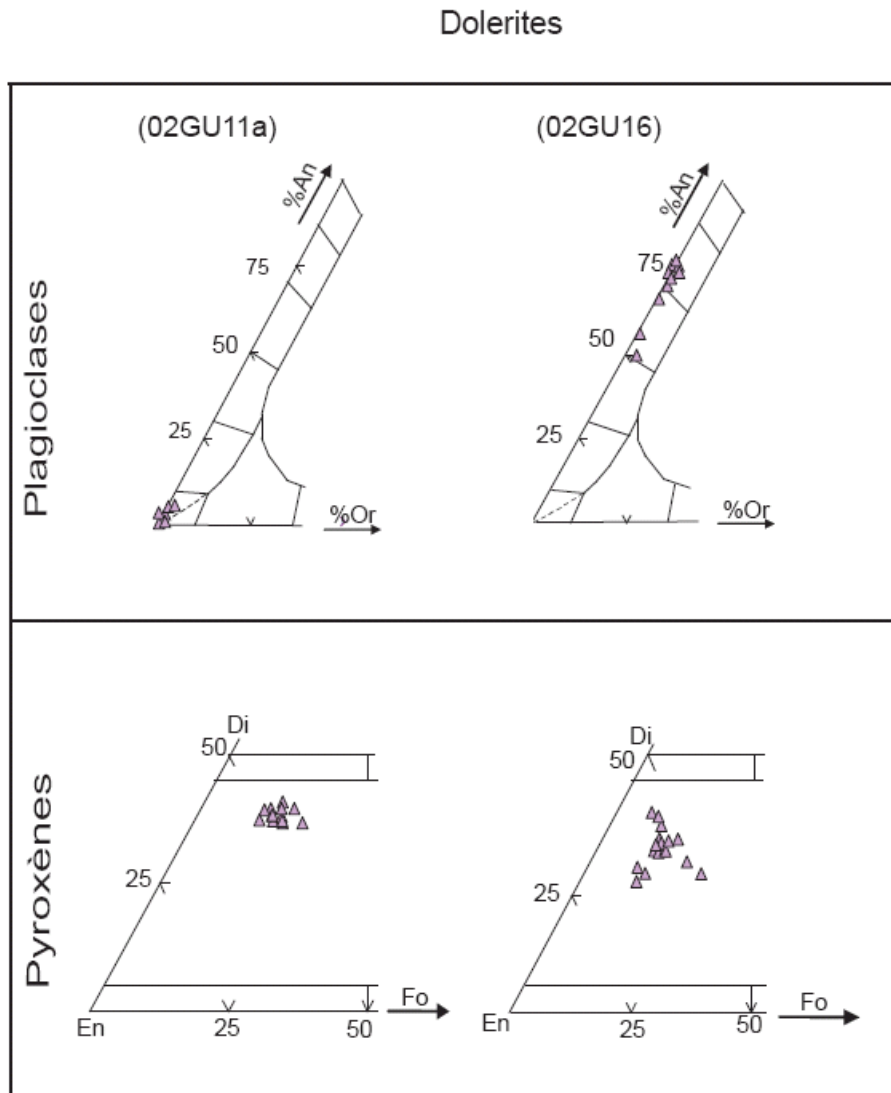 Dolerites
(02GU11a)
(02GU16)
Plagioclases
%An
75
50
25
%Or
%An
75
50
25
%Or
Pyroxènes
Di
50
25
En
25
50
Fo
Di
50
25
En
25
50
Fo